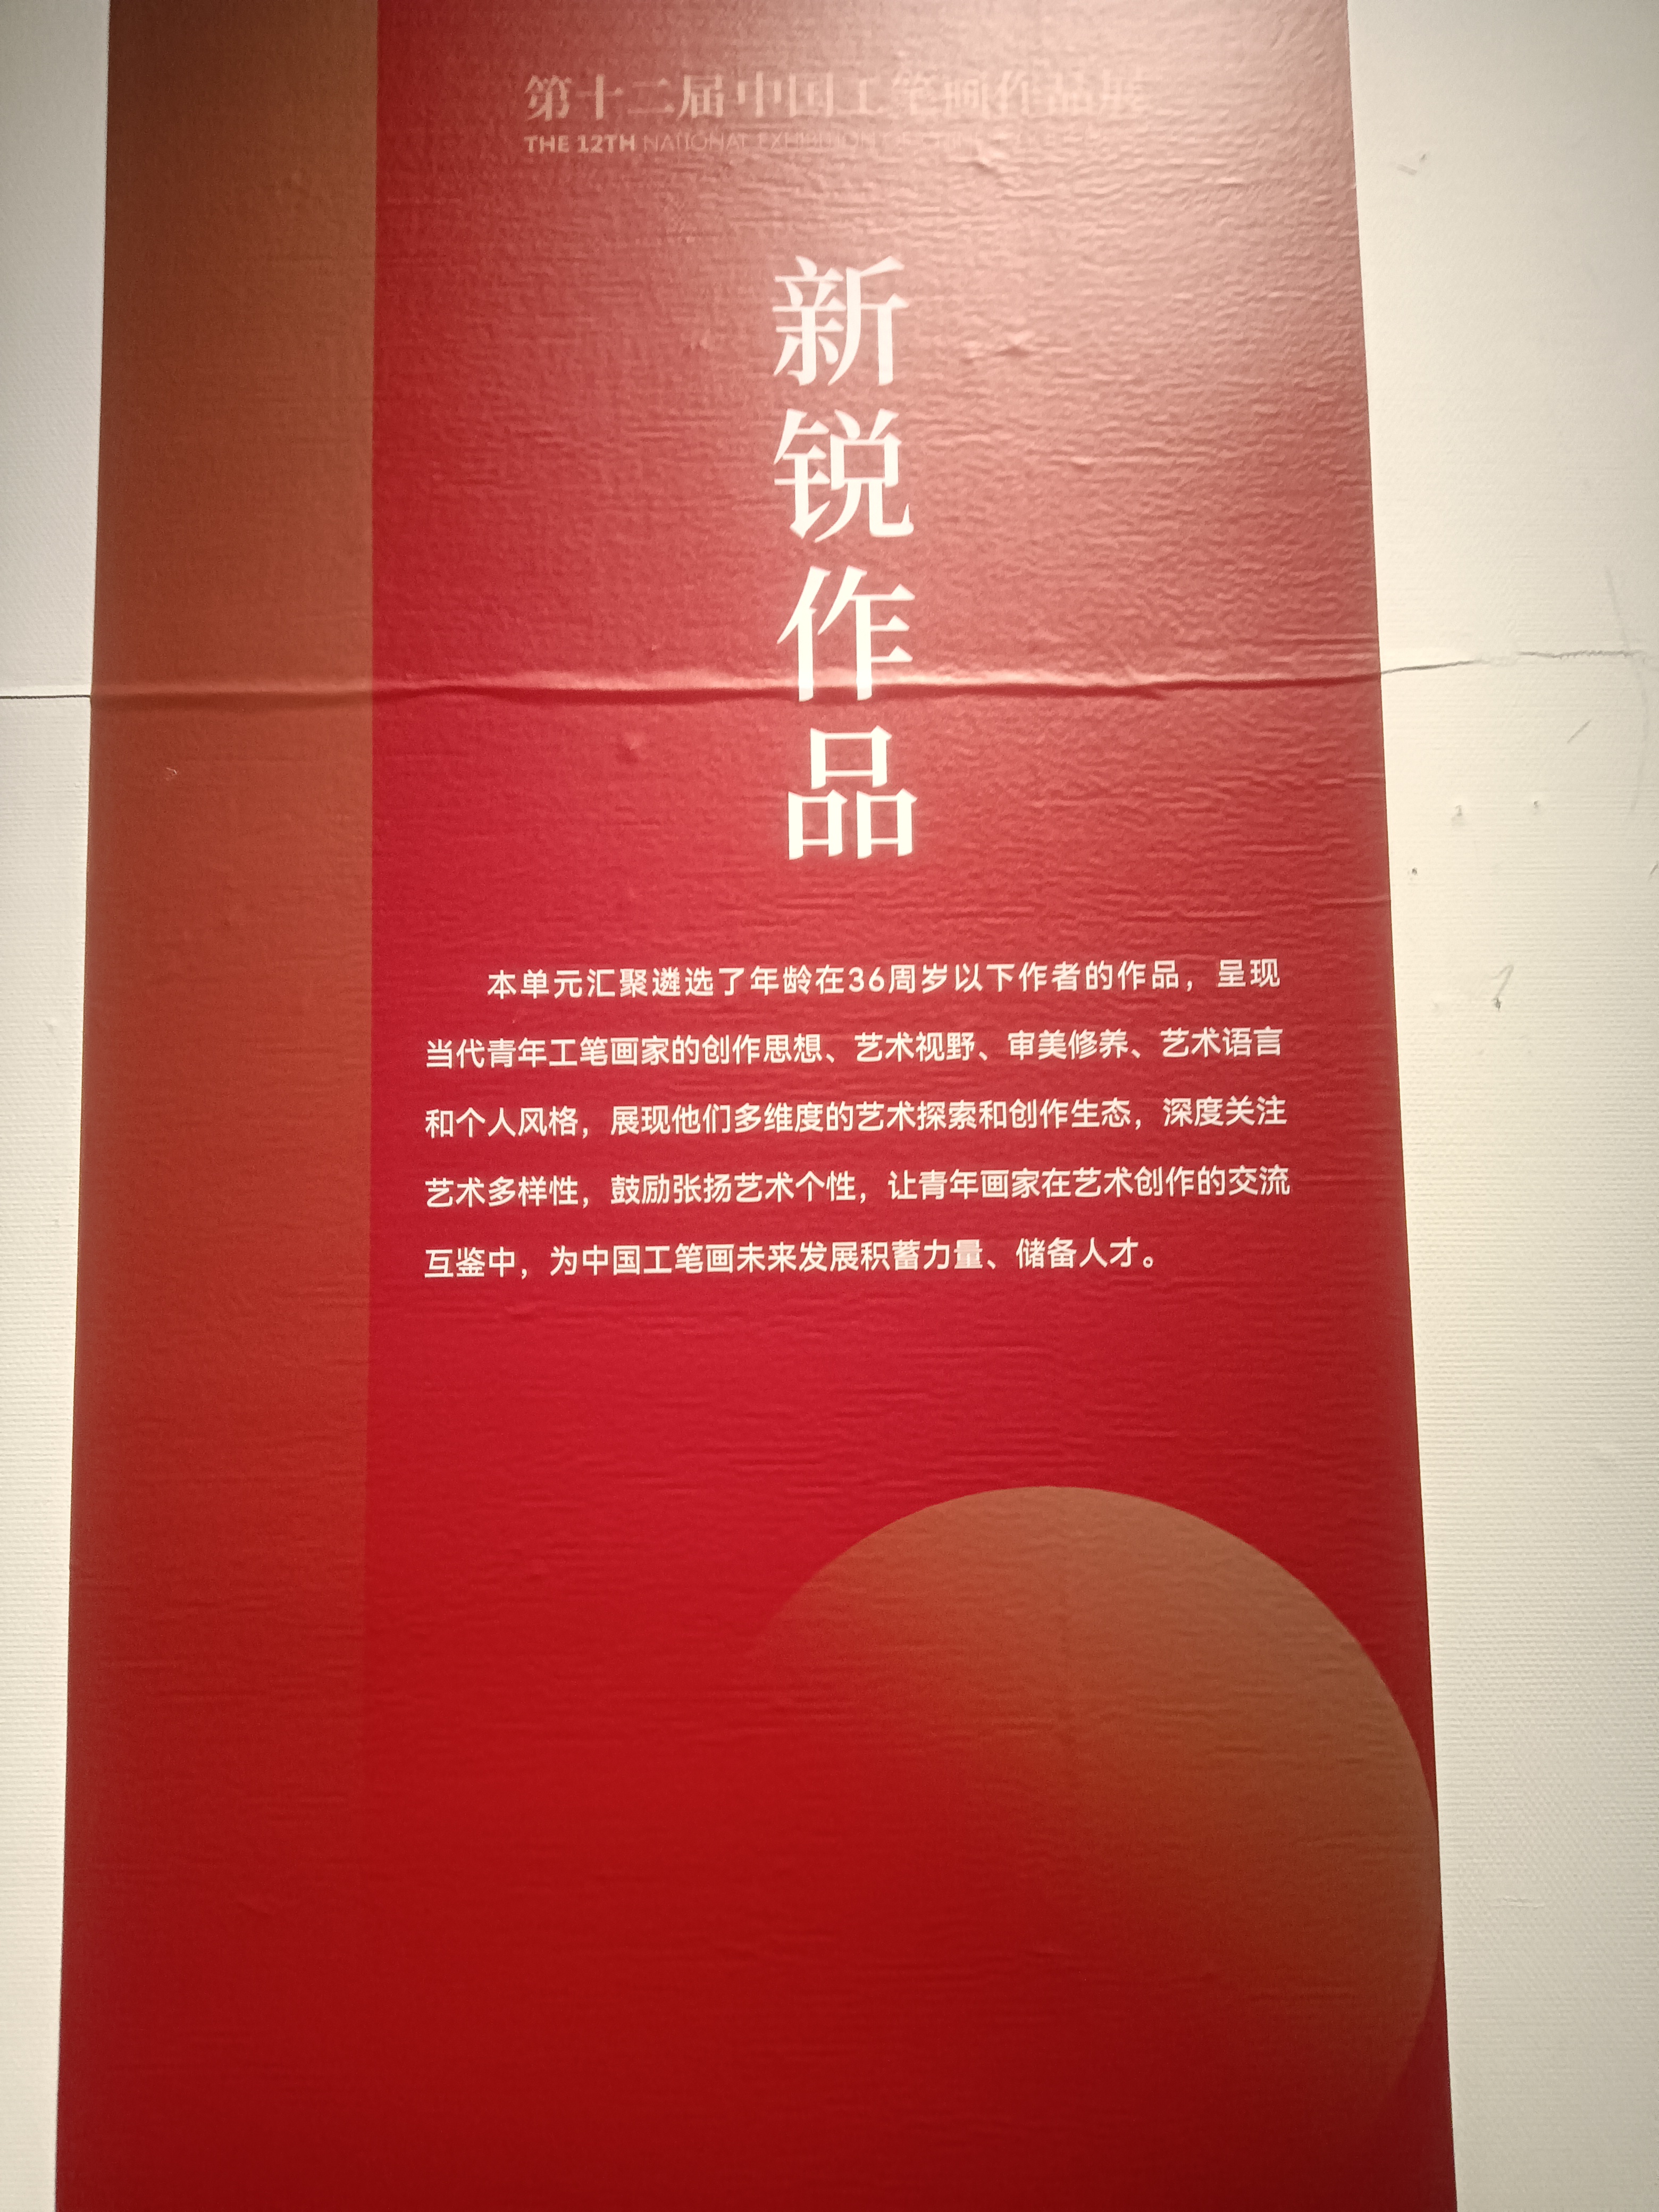 第十二届中国工笔画作品展
THE 12TH NATIONAL EXHIBITION
新锐作品
本单元汇聚遴选了年龄在36周岁以下作者的作品，呈现
当代青年工笔画家的创作思想、艺术视野、审美修养、艺术语言
和个人风格，展现他们多维度的艺术探索和创作生态，深度关注
艺术多样性，鼓励张扬艺术个性，让青年画家在艺术创作的交流
互鉴中，为中国工笔画未来发展积蓄力量、储备人才。